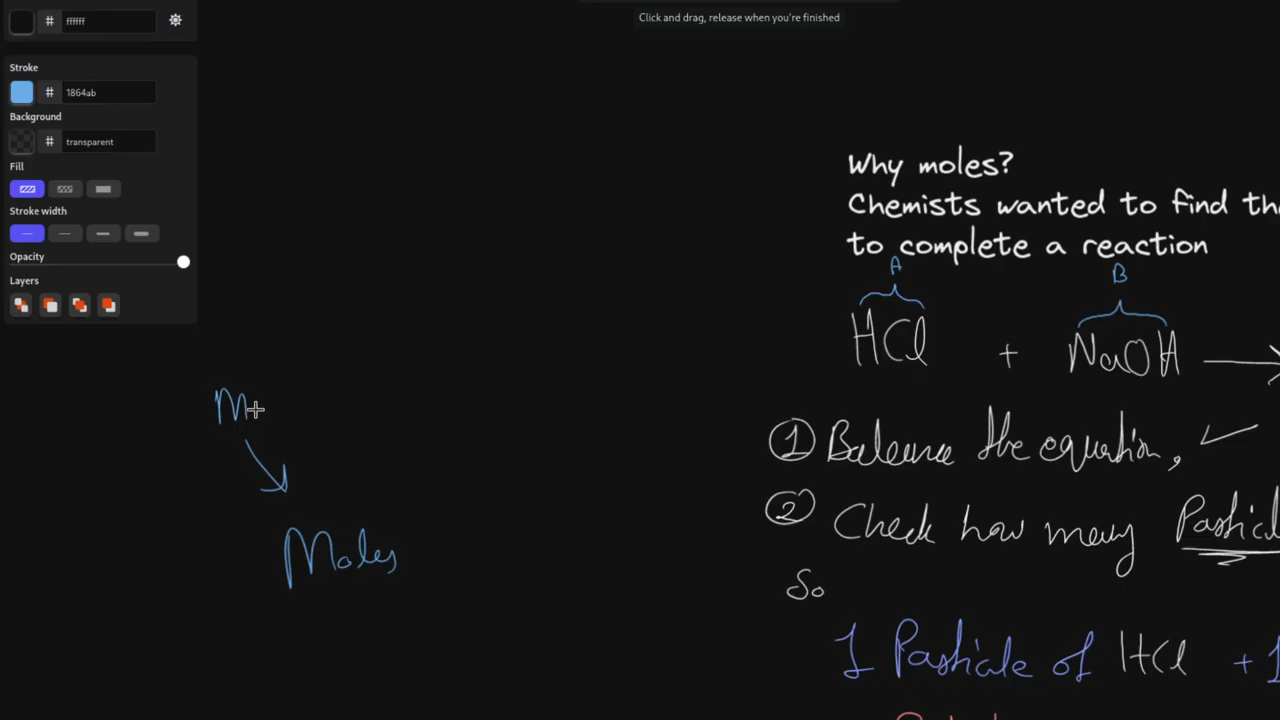 # ffffff
Click and drag, release when you're finished
Stroke
# 1864ab
Background
# transparent
Fill
Stroke width
Opacity
Layers
Why moles?
Chemists wanted to find th
to complete a reaction
A
B
HCl + NaOH
① Balance the equation,
② Check how many Particl
So
1 Particle of HCl + 1
M
Moles